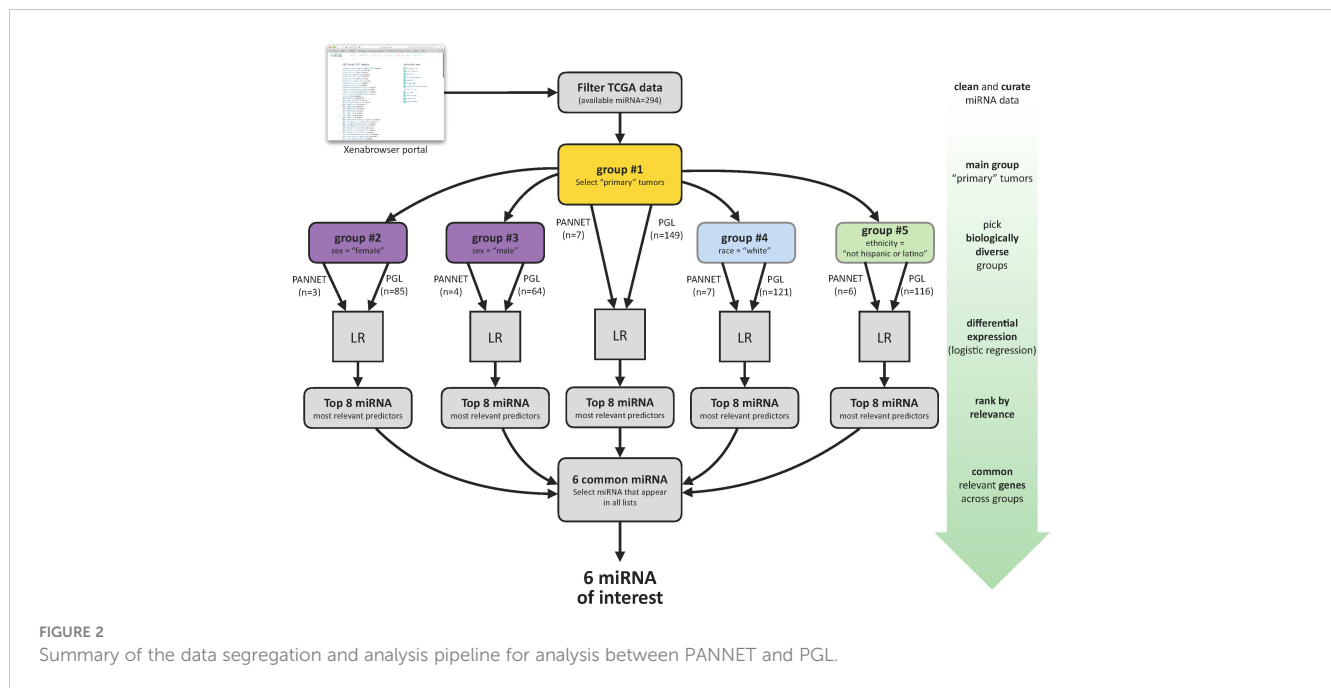 Xenabrowser portal
Filter TCGA data
(available miRNA=294)
group #1
Select “primary” tumors
group #2
sex = “female”
group #3
sex = “male”
PANNET
(n=7)
PGL
(n=149)
group #4
race = “white”
group #5
ethnicity =
“not hispanic or latino”
PANNET
(n=3)
PGL
(n=85)
PANNET
(n=4)
PGL
(n=64)
PANNET
(n=7)
PGL
(n=121)
PANNET
(n=6)
PGL
(n=116)
LR
LR
LR
LR
LR
Top 8 miRNA
most relevant predictors
Top 8 miRNA
most relevant predictors
Top 8 miRNA
most relevant predictors
Top 8 miRNA
most relevant predictors
Top 8 miRNA
most relevant predictors
6 common miRNA
Select miRNA that appear
in all lists
6 miRNA
of interest
clean and curate
miRNA data
main group
“primary” tumors
pick
biologically
diverse
groups
differential
expression
(logistic regression)
rank by
relevance
common
relevant genes
across groups
FIGURE 2
Summary of the data segregation and analysis pipeline for analysis between PANNET and PGL.